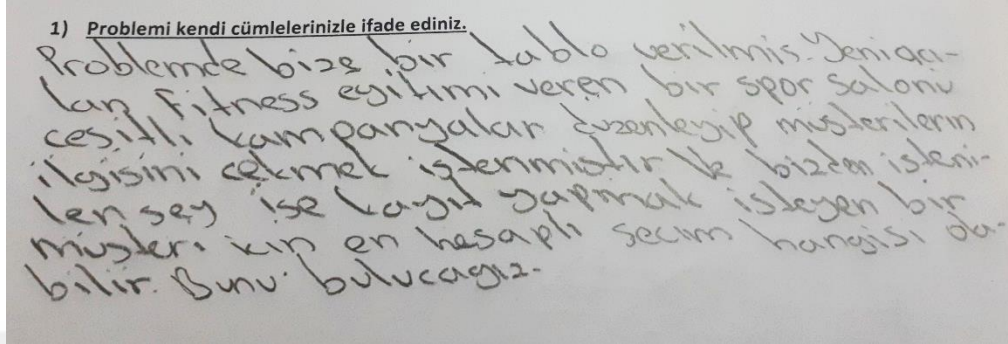 1) Problemi kendi cümlelerinizle ifade ediniz.
Problemde bize bir tablo verilmiş. Yeni açı-
lan fitness eğitimi veren bir spor salonu
çeşitli kampanyalar düzenleyip müşterilerin
ilgisini çekmek istenmiştir. Ve bizden isteni-
len şey ise kayıt yapmak isteyen bir
müşteri için en hesaplı seçim hangisi ola-
bilir. Bunu bulucağız.